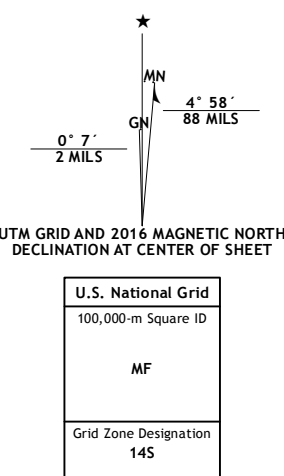 ★
MN
4° 58´
88 MILS
GN
0° 7´
2 MILS
UTM GRID AND 2016 MAGNETIC NORTH
DECLINATION AT CENTER OF SHEET
U.S. National Grid
100,000-m Square ID
MF
Grid Zone Designation
14S